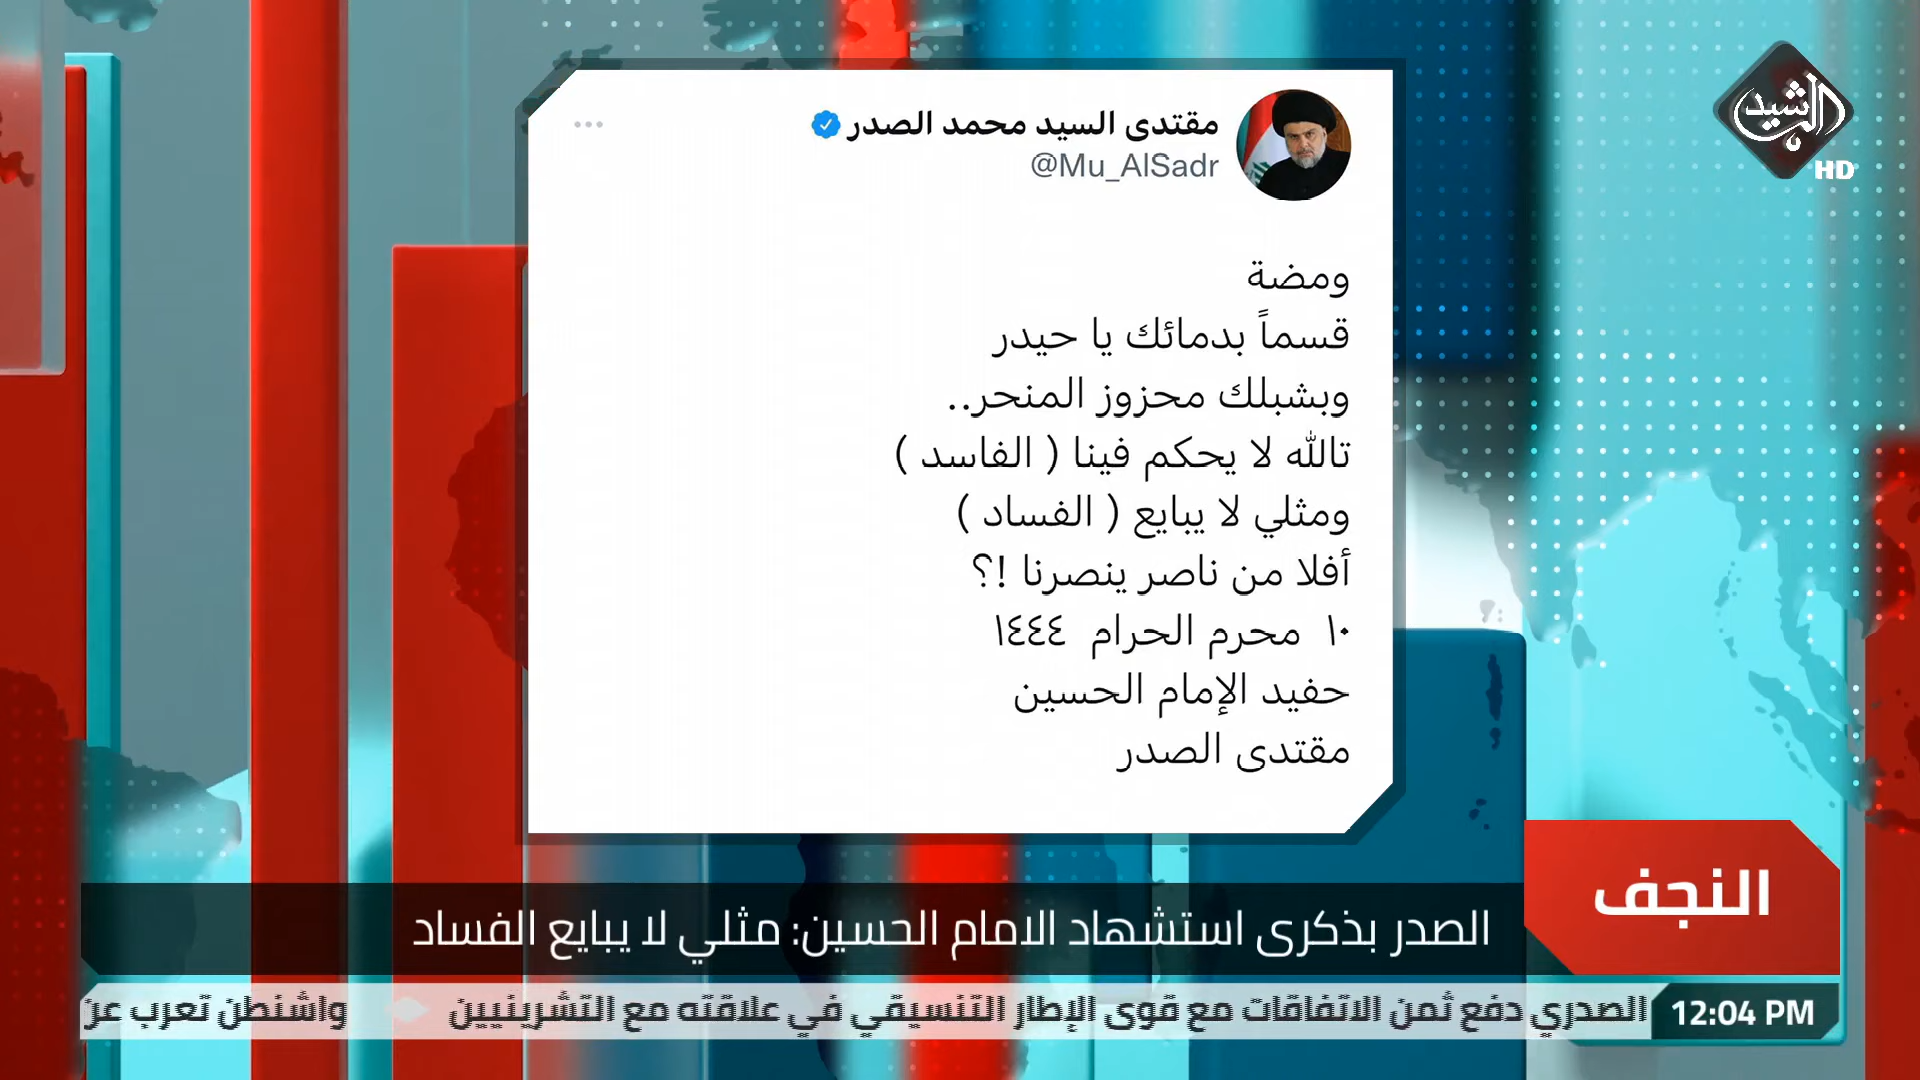 الرشيد
HD
مقتدى السيد محمد الصدر
@Mu_AlSadr
ومضة
قسماً بدمائك يا حيدر
وبشبلك محزوز المنحر..
تالله لا يحكم فينا ( الفاسد )
ومثلي لا يبايع ( الفساد )
أفلا من ناصر ينصرنا !؟
١٠ محرم الحرام ١٤٤٤
حفيد الإمام الحسين
مقتدى الصدر
النجف
الصدر بذكرى استشهاد الامام الحسين: مثلي لا يبايع الفساد
12:04 PM
الصدري دفع ثمن الاتفاقات مع قوى الإطار التنسيقي في علاقته مع التشرينيين واشنطن تعرب عن